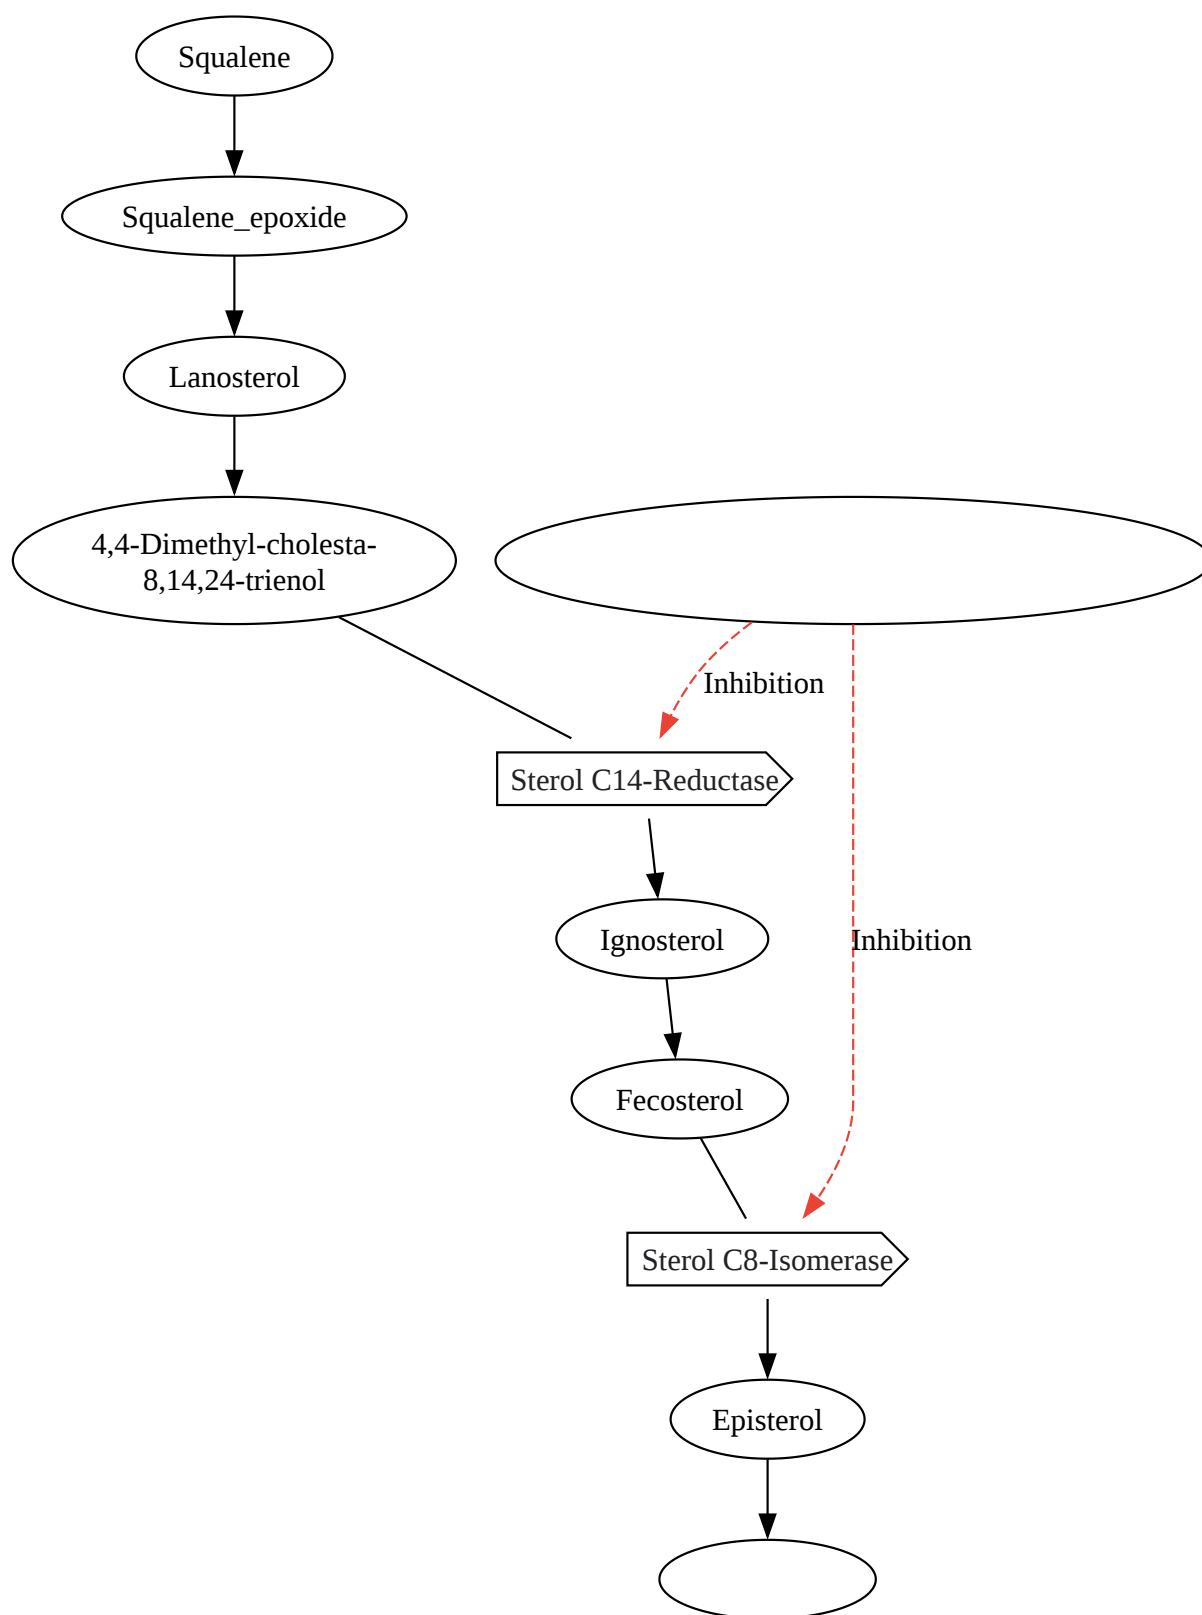 Squalene
Squalene_epoxide
Lanosterol
4,4-Dimethyl-cholesta-
8,14,24-trienol
Inhibition
Sterol C14-Reductase
Ignosterol
Inhibition
Fecosterol
Sterol C8-Isomerase
Episterol